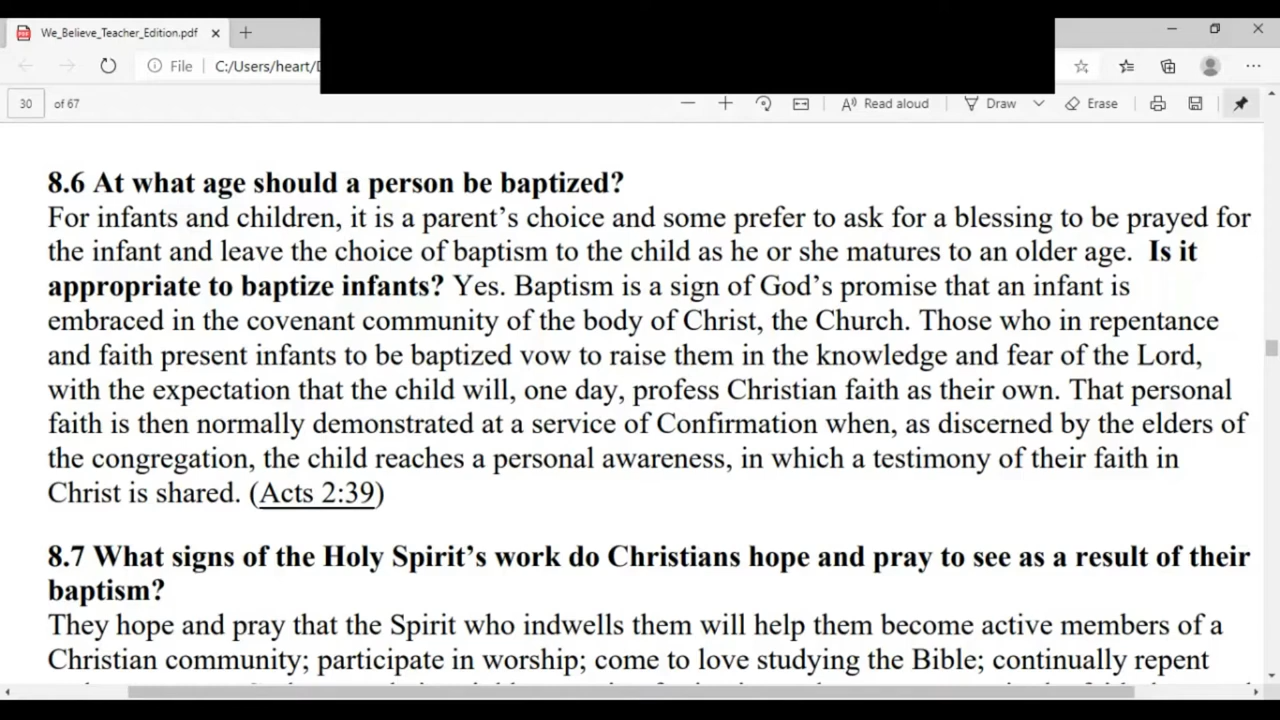 We_Believe_Teacher_Edition.pdf
File C:/Users/heart/
30 of 67 Read aloud Draw Erase
8.6 At what age should a person be baptized?
For infants and children, it is a parent’s choice and some prefer to ask for a blessing to be prayed for
the infant and leave the choice of baptism to the child as he or she matures to an older age. Is it
appropriate to baptize infants? Yes. Baptism is a sign of God’s promise that an infant is
embraced in the covenant community of the body of Christ, the Church. Those who in repentance
and faith present infants to be baptized vow to raise them in the knowledge and fear of the Lord,
with the expectation that the child will, one day, profess Christian faith as their own. That personal
faith is then normally demonstrated at a service of Confirmation when, as discerned by the elders of
the congregation, the child reaches a personal awareness, in which a testimony of their faith in
Christ is shared. (Acts 2:39)
8.7 What signs of the Holy Spirit’s work do Christians hope and pray to see as a result of their
baptism?
They hope and pray that the Spirit who indwells them will help them become active members of a
Christian community; participate in worship; come to love studying the Bible; continually repent